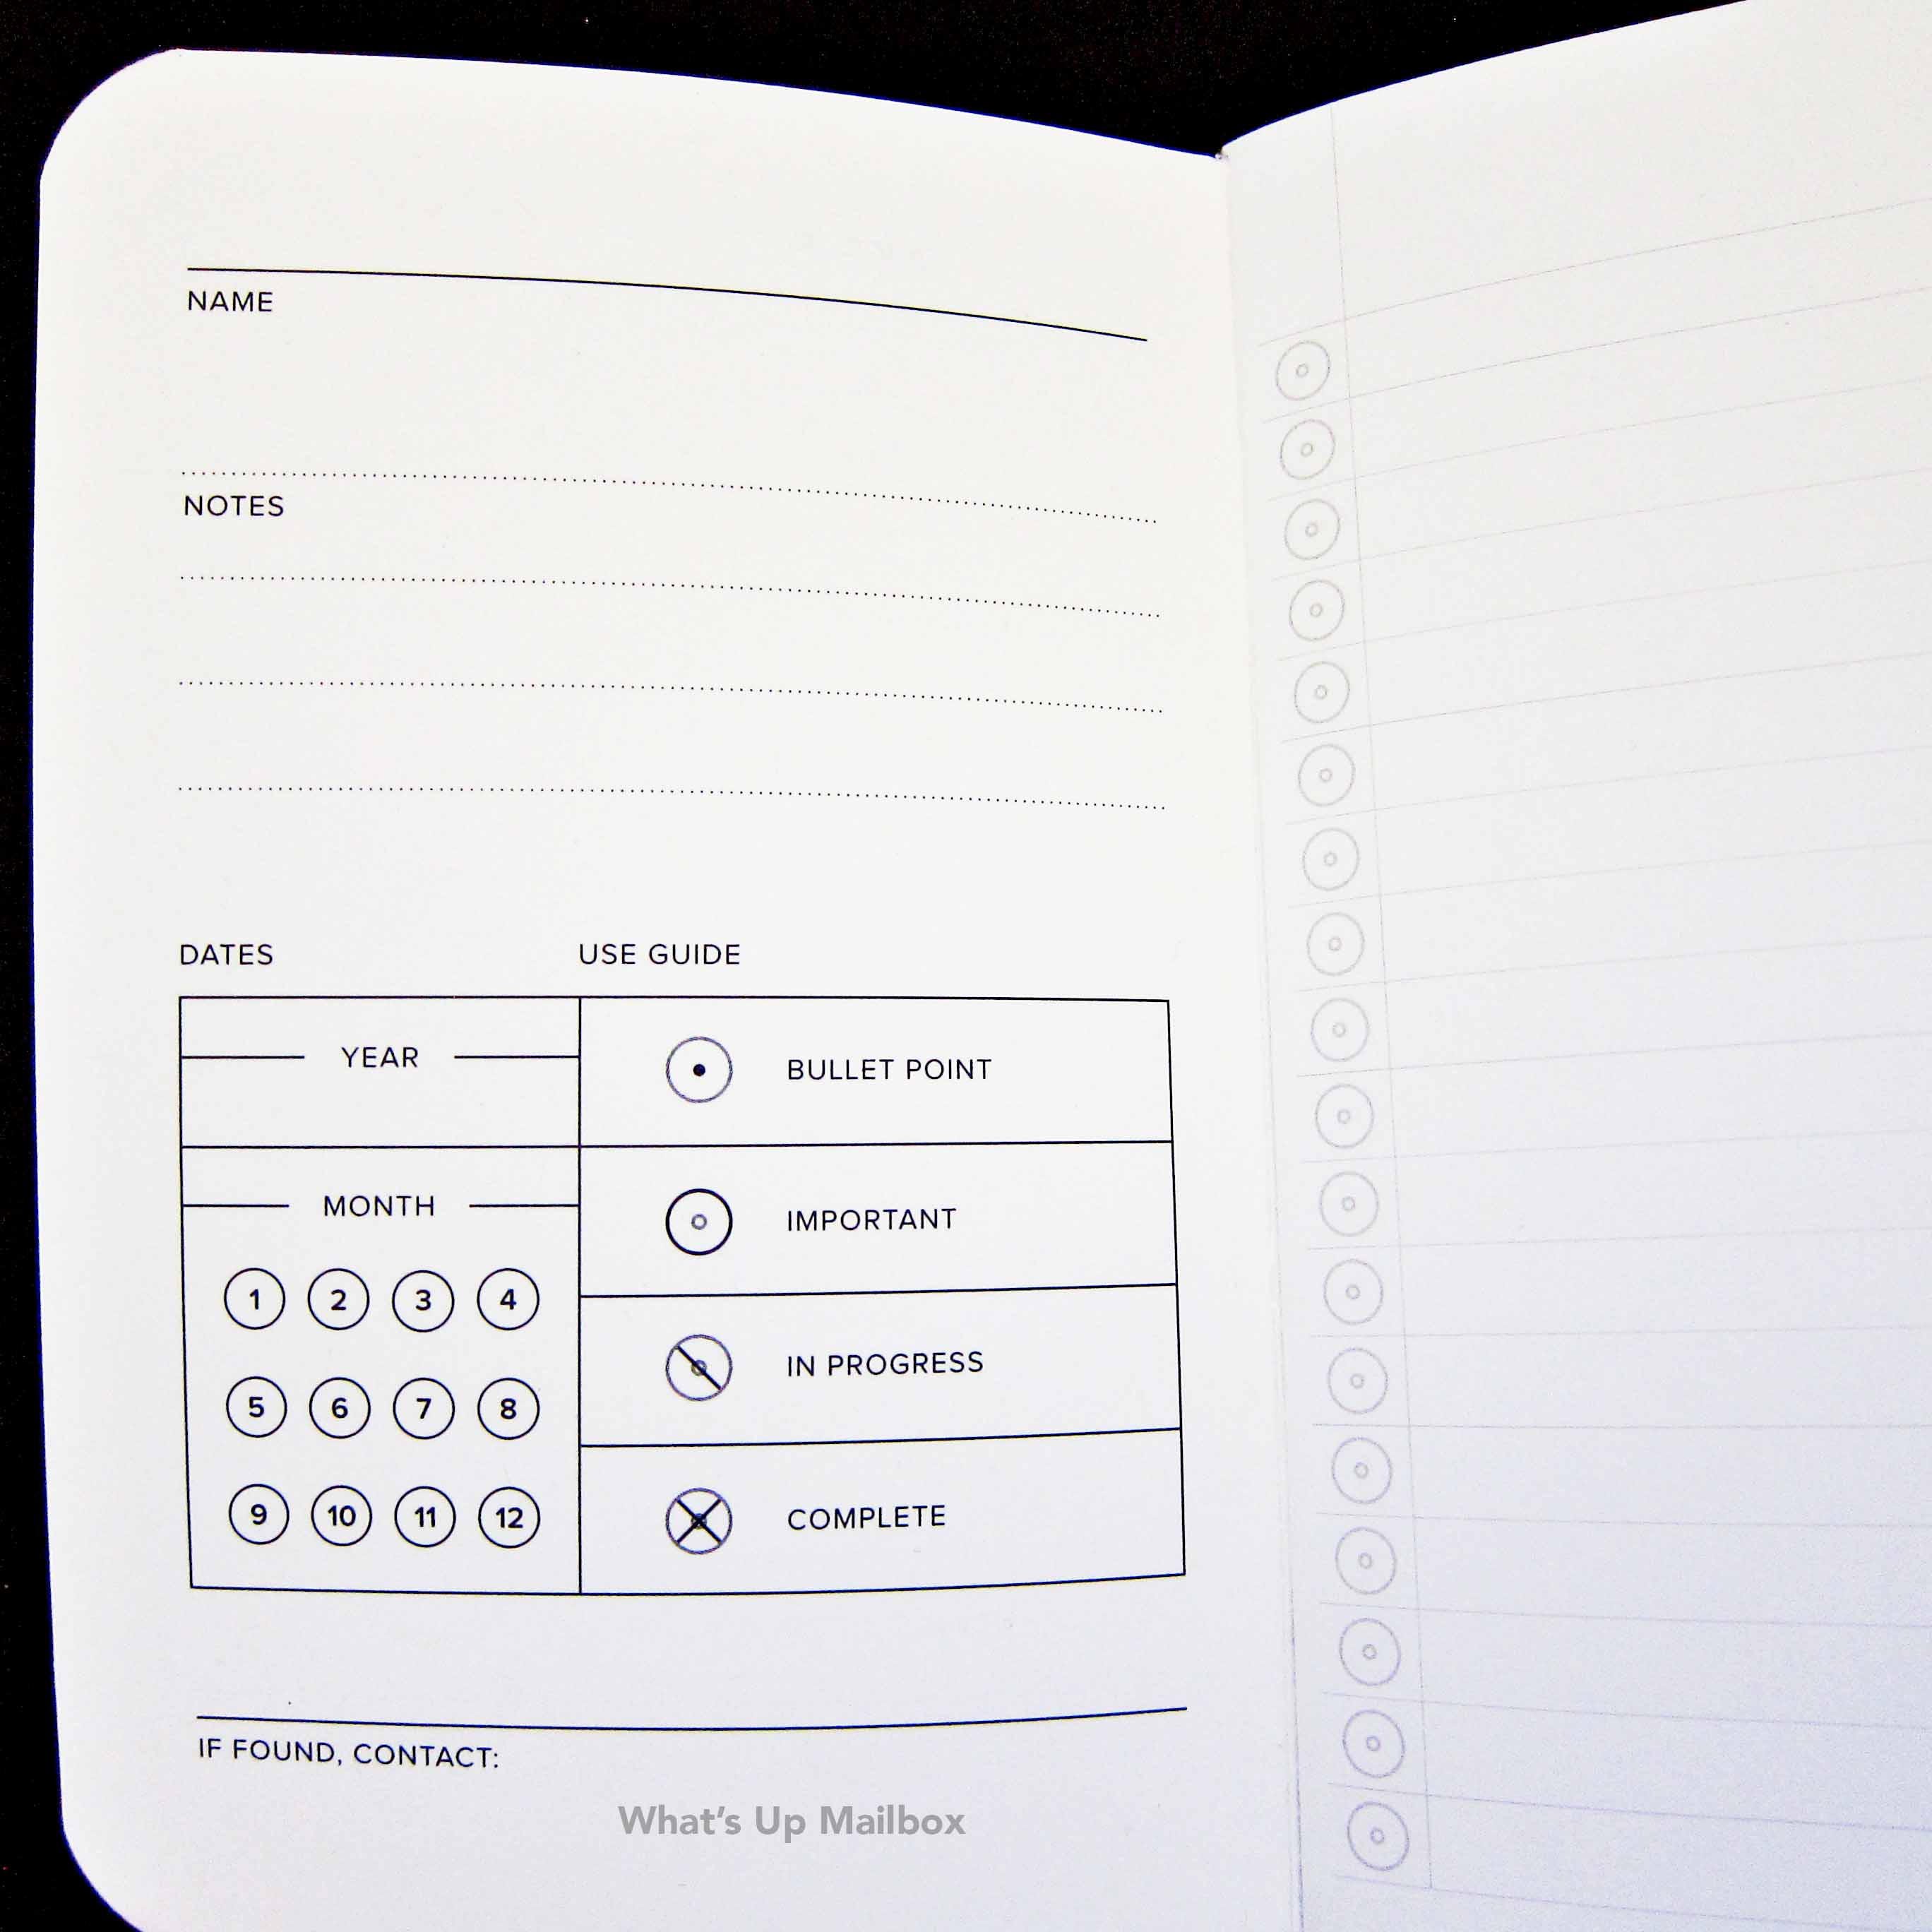 NAME
NOTES
DATES
USE GUIDE
YEAR
MONTH
1 2 3 4
5 6 7 8
9 10 11 12
BULLET POINT
IMPORTANT
IN PROGRESS
COMPLETE
IF FOUND, CONTACT:
What's Up Mailbox